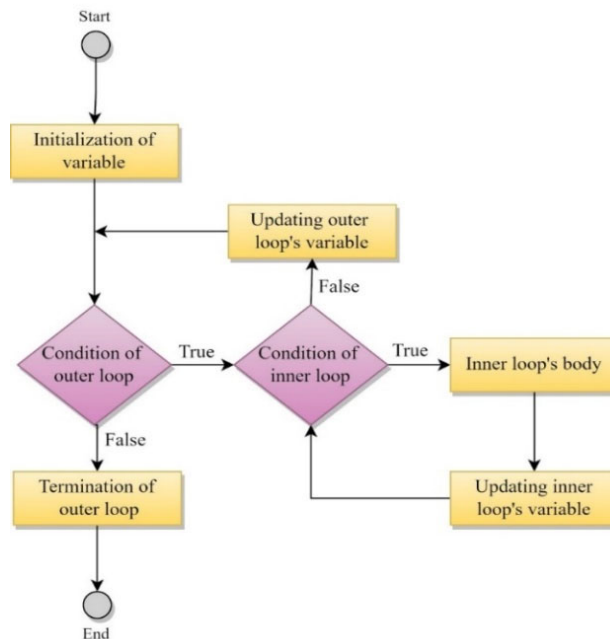 Start
Initialization of
variable
Updating outer
loop's variable
False
Condition of
outer loop
True
Condition of
inner loop
True
Inner loop's body
False
Termination of
outer loop
Updating inner
loop's variable
End